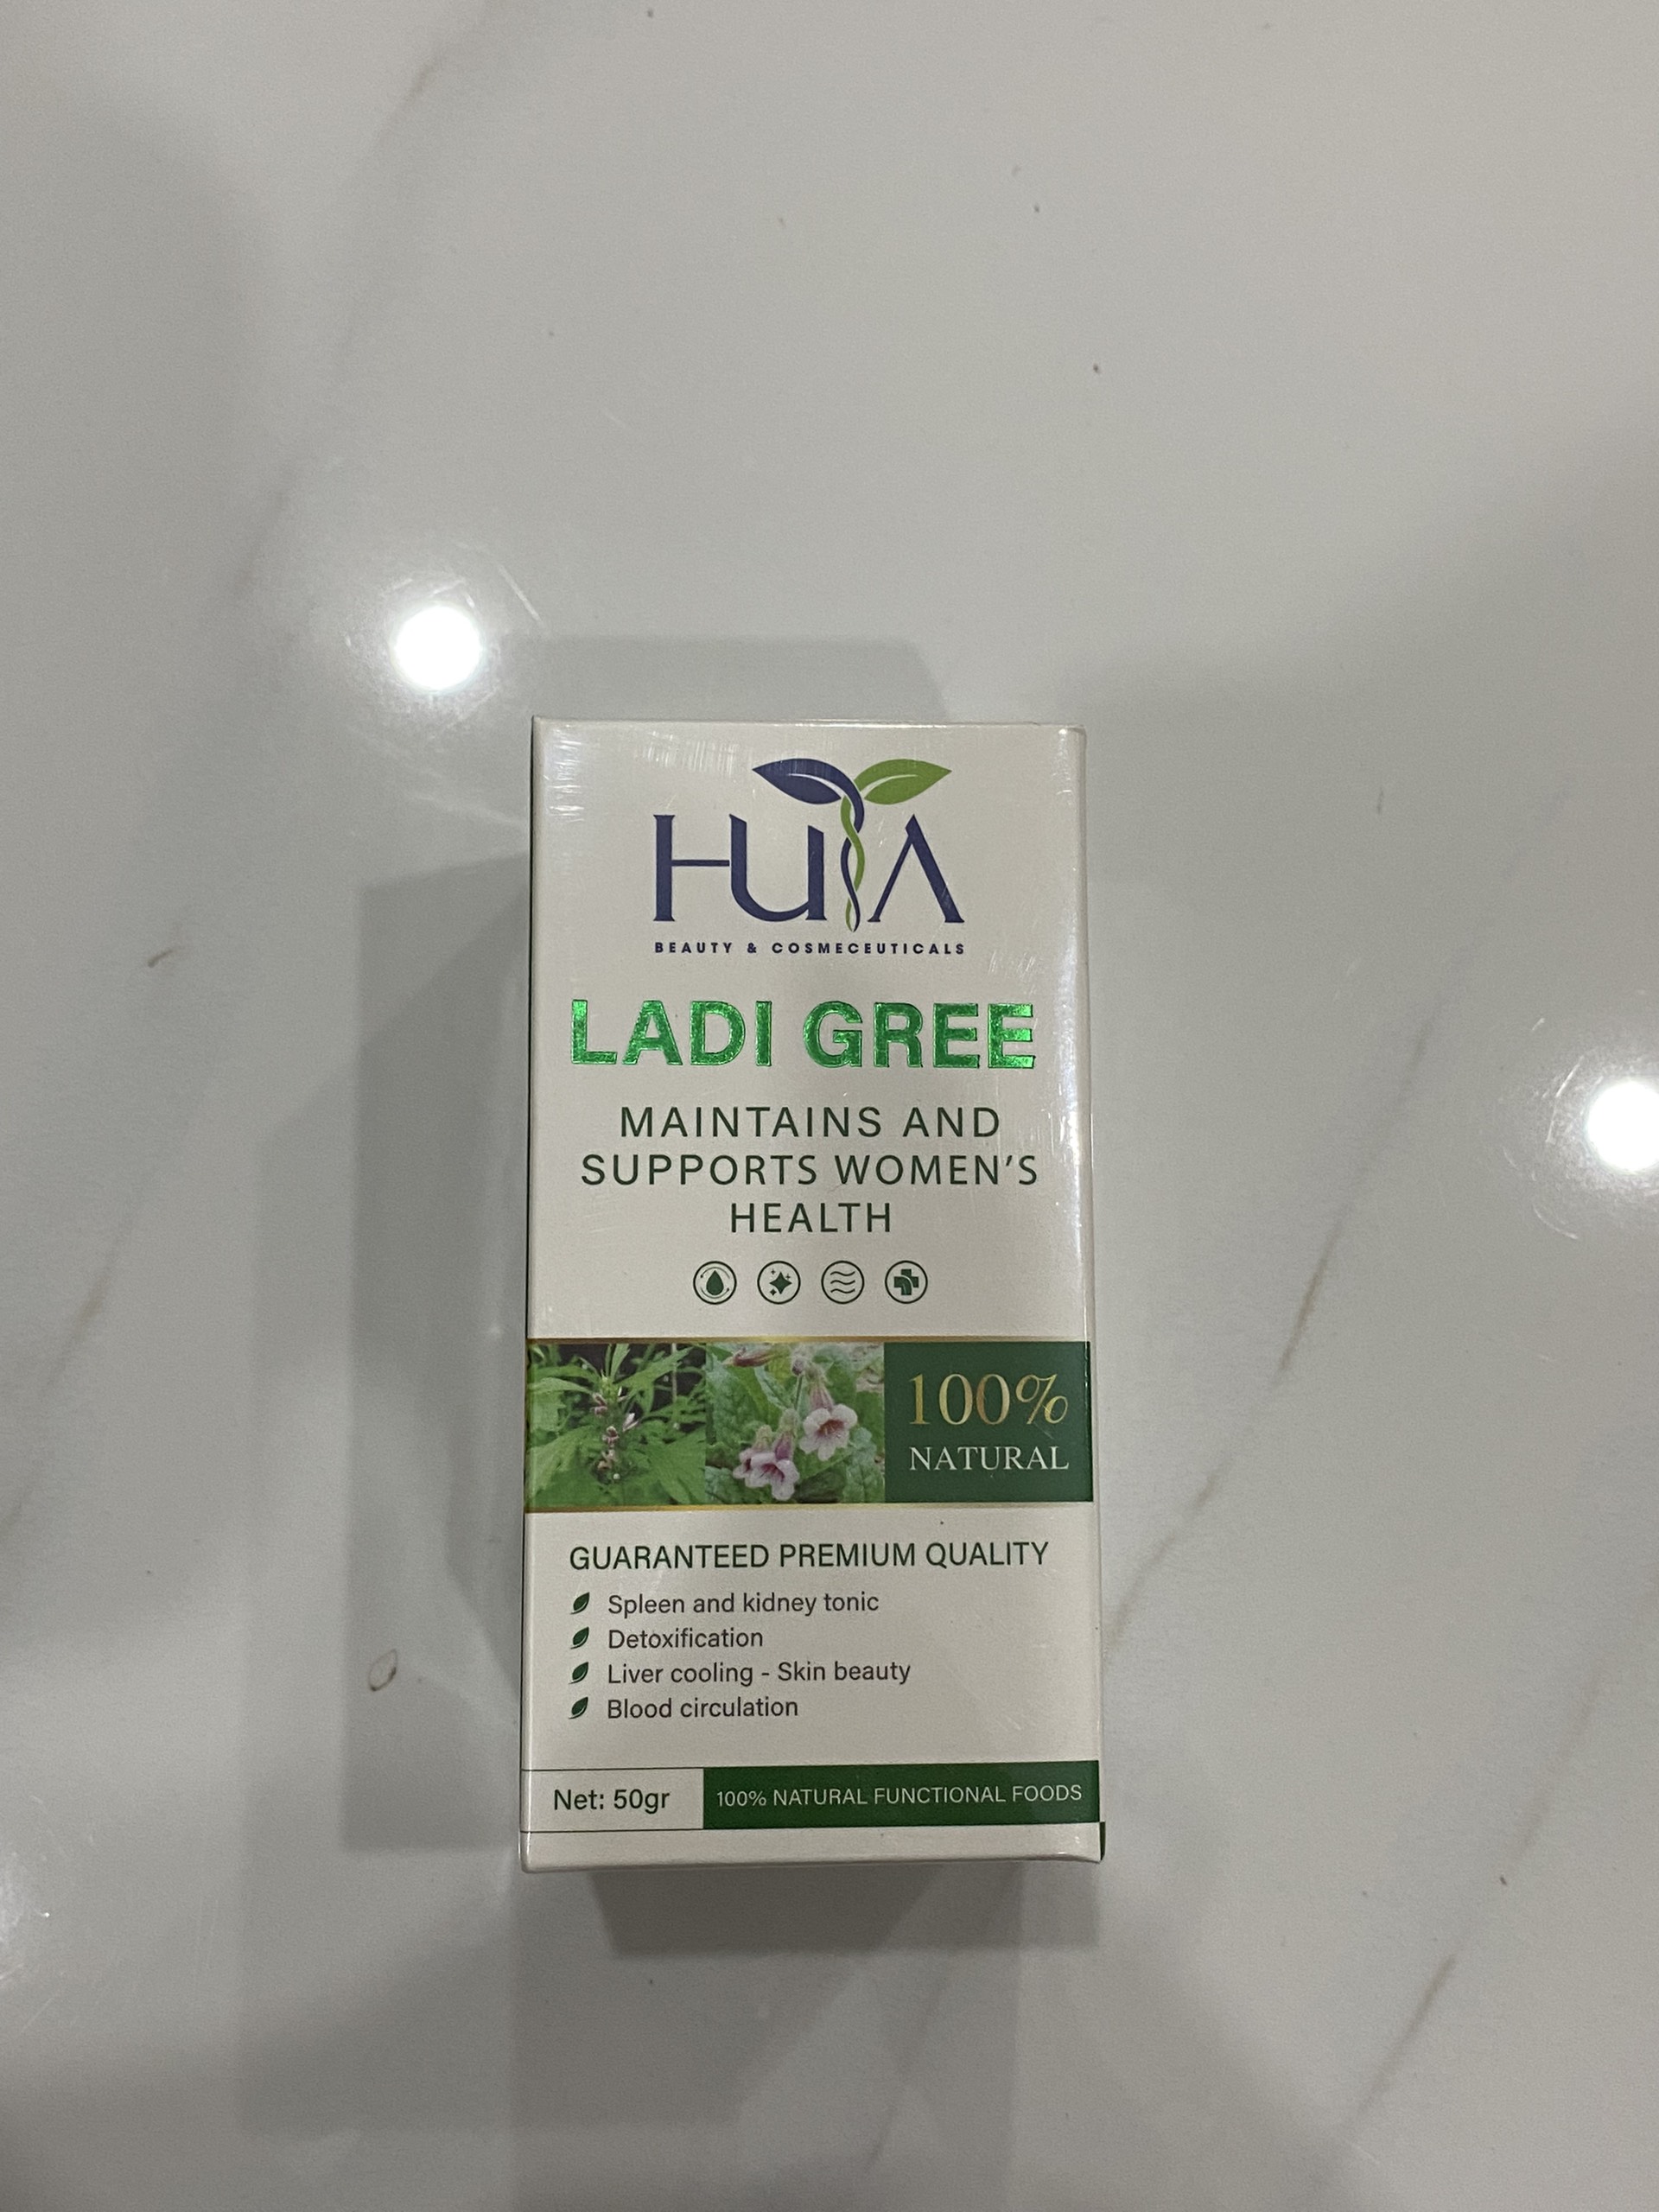 HUIA
BEAUTY & COSMECEUTICALS
LADI GREE
MAINTAINS AND
SUPPORTS WOMEN'S
HEALTH
100%
NATURAL
GUARANTEED PREMIUM QUALITY
Spleen and kidney tonic
Detoxification
Liver cooling - Skin beauty
Blood circulation
Net: 50gr
100% NATURAL FUNCTIONAL FOODS